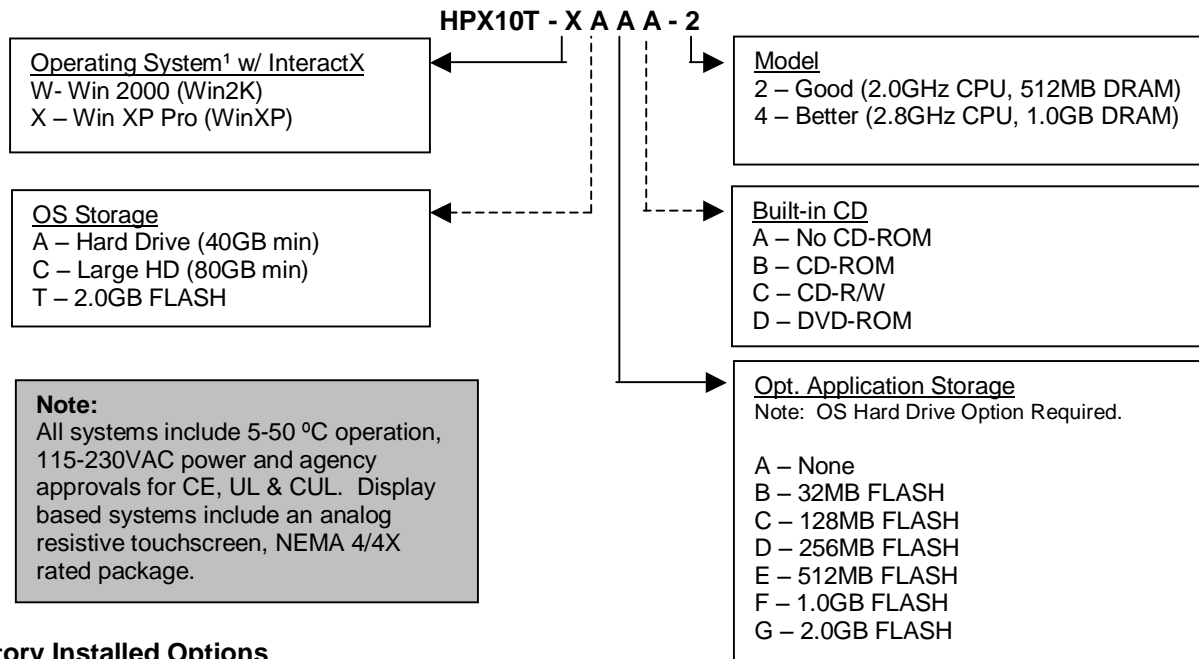 HPX10T - X A A A - 2
Operating System¹ w/ InteractX
W- Win 2000 (Win2K)
X – Win XP Pro (WinXP)
Model
2 – Good (2.0GHz CPU, 512MB DRAM)
4 – Better (2.8GHz CPU, 1.0GB DRAM)
OS Storage
A – Hard Drive (40GB min)
C – Large HD (80GB min)
T – 2.0GB FLASH
Built-in CD
A – No CD-ROM
B – CD-ROM
C – CD-R/W
D – DVD-ROM
Note:
All systems include 5-50 ºC operation,
115-230VAC power and agency
approvals for CE, UL & CUL.  Display
based systems include an analog
resistive touchscreen, NEMA 4/4X
rated package.
Opt. Application Storage
Note:  OS Hard Drive Option Required.
A – None
B – 32MB FLASH
C – 128MB FLASH
D – 256MB FLASH
E – 512MB FLASH
F – 1.0GB FLASH
G – 2.0GB FLASH
tory Installed Options